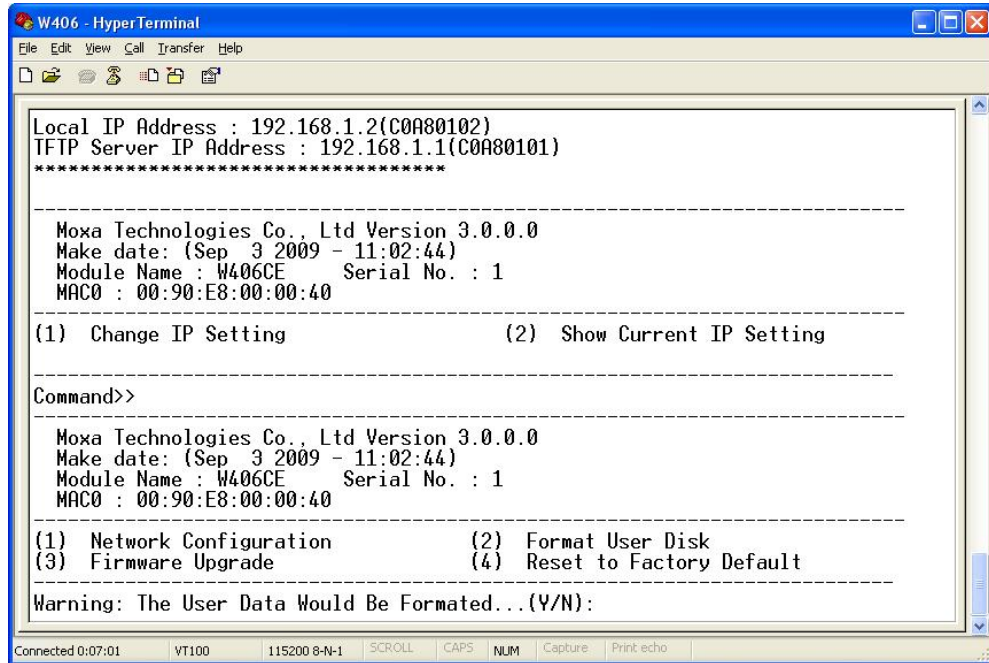 W406 - HyperTerminal
File Edit View Call Transfer Help
Local IP Address : 192.168.1.2(C0A80102)
TFTP Server IP Address : 192.168.1.1(C0A80101)
************************************
------------------------------------------------------------------------------
Moxa Technologies Co., Ltd Version 3.0.0.0
Make date: (Sep  3 2009 - 11:02:44)
Module Name : W406CE     Serial No. : 1
MAC0 : 00:90:E8:00:00:40
------------------------------------------------------------------------------
(1)  Change IP Setting                    (2)  Show Current IP Setting
-----------------------------------------------------------------------------
Command>>
------------------------------------------------------------------------------
Moxa Technologies Co., Ltd Version 3.0.0.0
Make date: (Sep  3 2009 - 11:02:44)
Module Name : W406CE     Serial No. : 1
MAC0 : 00:90:E8:00:00:40
------------------------------------------------------------------------------
(1)  Network Configuration             (2)  Format User Disk
(3)  Firmware Upgrade                  (4)  Reset to Factory Default
-----------------------------------------------------------------------------
Warning: The User Data Would Be Formated...(Y/N):
Connected 0:07:01 VT100 115200 8-N-1 SCROLL CAPS NUM Capture Print echo